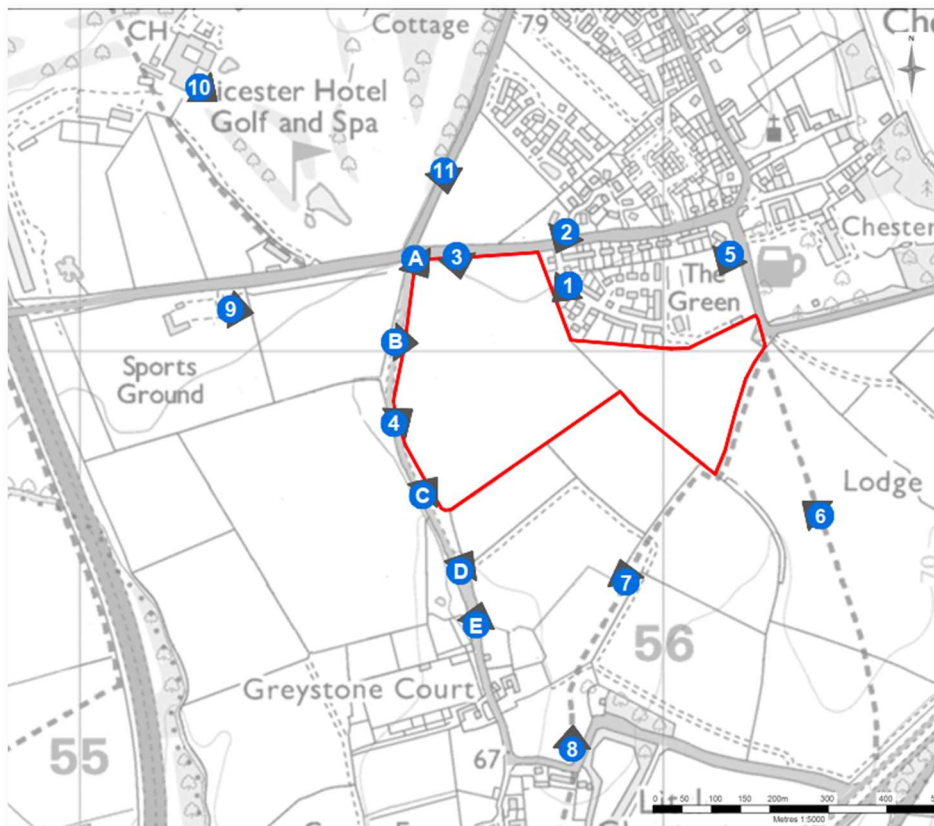 CH
Cottage
79
Che
N
10
icester Hotel
Golf and Spa
11
2
A
3
5
Chester
The
Green
1
9
B
Sports
Ground
4
C
Lodge
6
D
7
70
E
56
Greystone Court
55
67
8
0 50 100 150 200m 300 400
Metres 1:5000